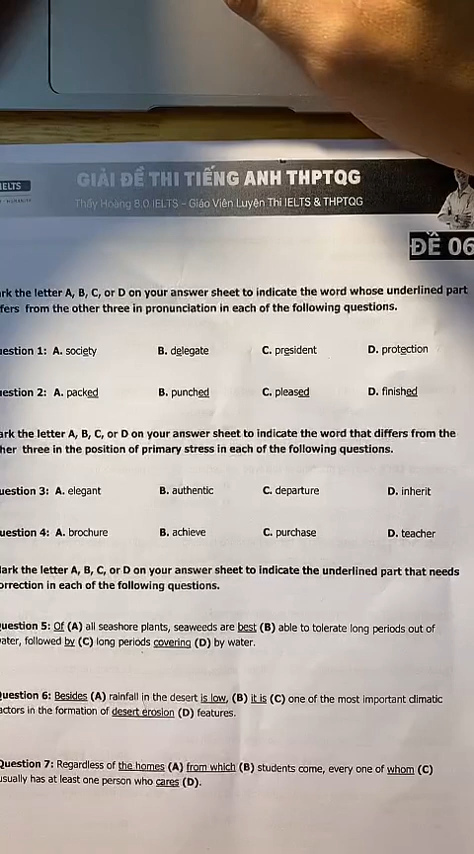 IELTS
GIẢI ĐỀ THI TIẾNG ANH THPTQG
Thầy Hoàng 8.0 IELTS - Giáo Viên Luyện Thi IELTS & THPTQG
ĐỀ 06
rk the letter A, B, C, or D on your answer sheet to indicate the word whose underlined part
fers from the other three in pronunciation in each of the following questions.
estion 1: A. society B. delegate C. president D. protection
estion 2: A. packed B. punched C. pleased D. finished
ark the letter A, B, C, or D on your answer sheet to indicate the word that differs from the
her three in the position of primary stress in each of the following questions.
uestion 3: A. elegant B. authentic C. departure D. inherit
uestion 4: A. brochure B. achieve C. purchase D. teacher
Mark the letter A, B, C, or D on your answer sheet to indicate the underlined part that needs
orrection in each of the following questions.
Question 5: Of (A) all seashore plants, seaweeds are best (B) able to tolerate long periods out of
ater, followed by (C) long periods covering (D) by water.
Question 6: Besides (A) rainfall in the desert is low, (B) it is (C) one of the most important climatic
actors in the formation of desert erosion (D) features.
Question 7: Regardless of the homes (A) from which (B) students come, every one of whom (C)
usually has at least one person who cares (D).